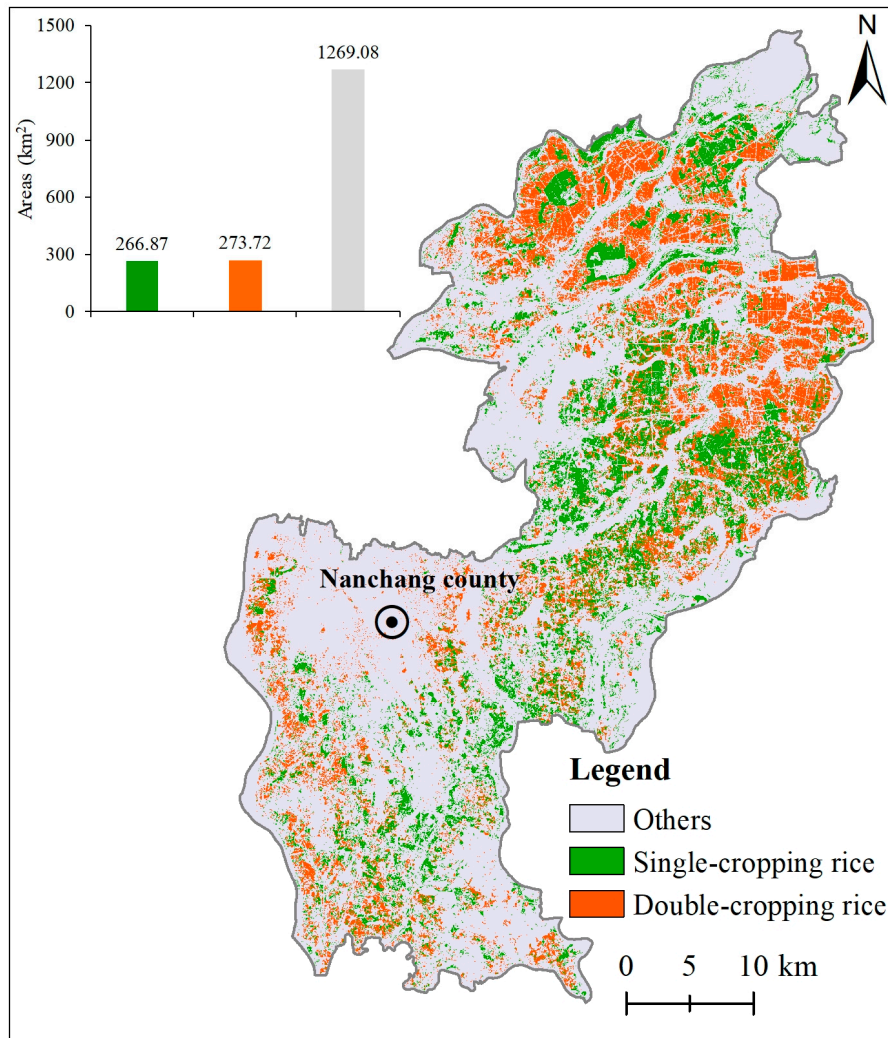 1500
1200
900
600
300
0
Areas (km²)
266.87
273.72
1269.08
N
Nanchang county
Legend
Others
Single-cropping rice
Double-cropping rice
0 5 10 km